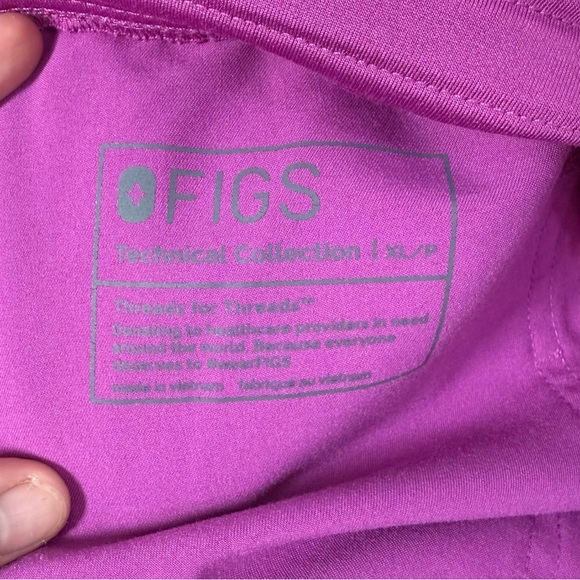 FIGS
Technical Collection | XL/P
Threads for Threads™
Donating to healthcare providers in need
around the world. Because everyone
deserves to #wearFIGS
made in vietnam fabriqué au vietnam